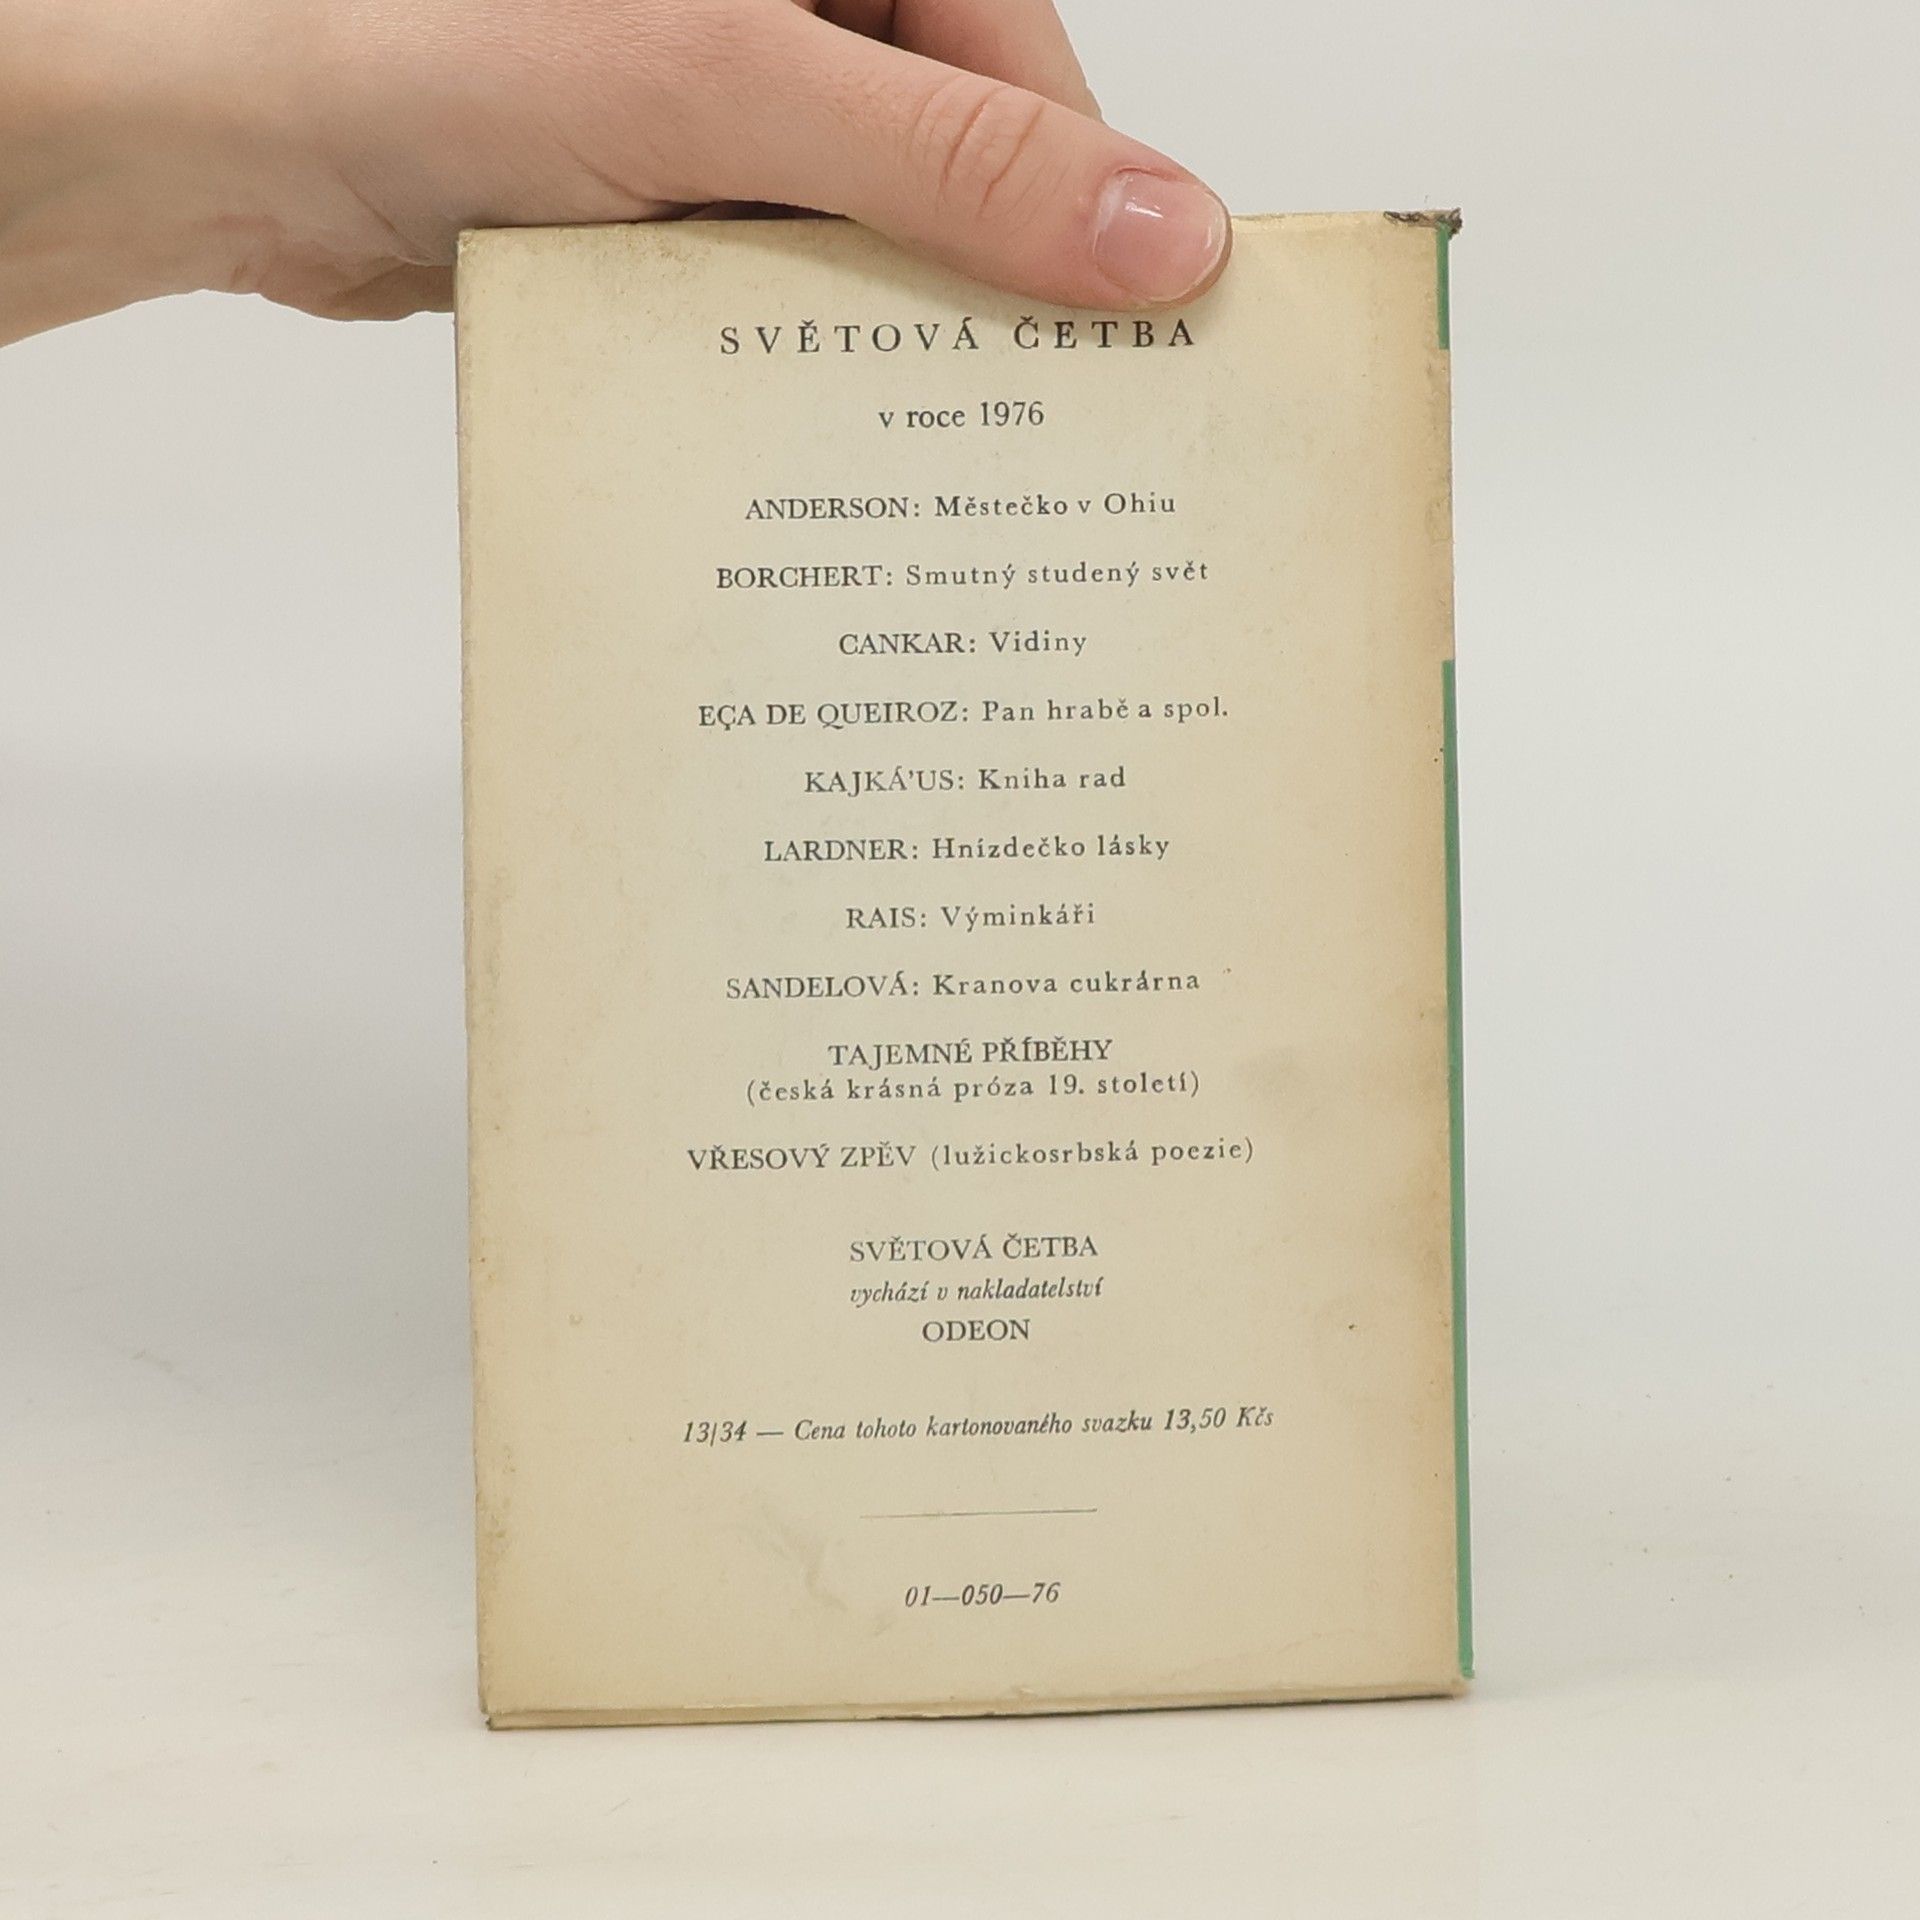 SVĚTOVÁ ČETBA
v roce 1976
ANDERSON: Městečko v Ohiu
BORCHERT: Smutný studený svět
CANKAR: Vidiny
EÇA DE QUEIROZ: Pan hrabě a spol.
KAJKÁ'US: Kniha rad
LARDNER: Hnízdečko lásky
RAIS: Výminkáři
SANDELOVÁ: Kranova cukrárna
TAJEMNÉ PŘÍBĚHY
(česká krásná próza 19. století)
VŘESOVÝ ZPĚV (lužickosrbská poezie)
SVĚTOVÁ ČETBA
vychází v nakladatelství
ODEON
13/34 — Cena tohoto kartonovaného svazku 13,50 Kčs
01—050—76